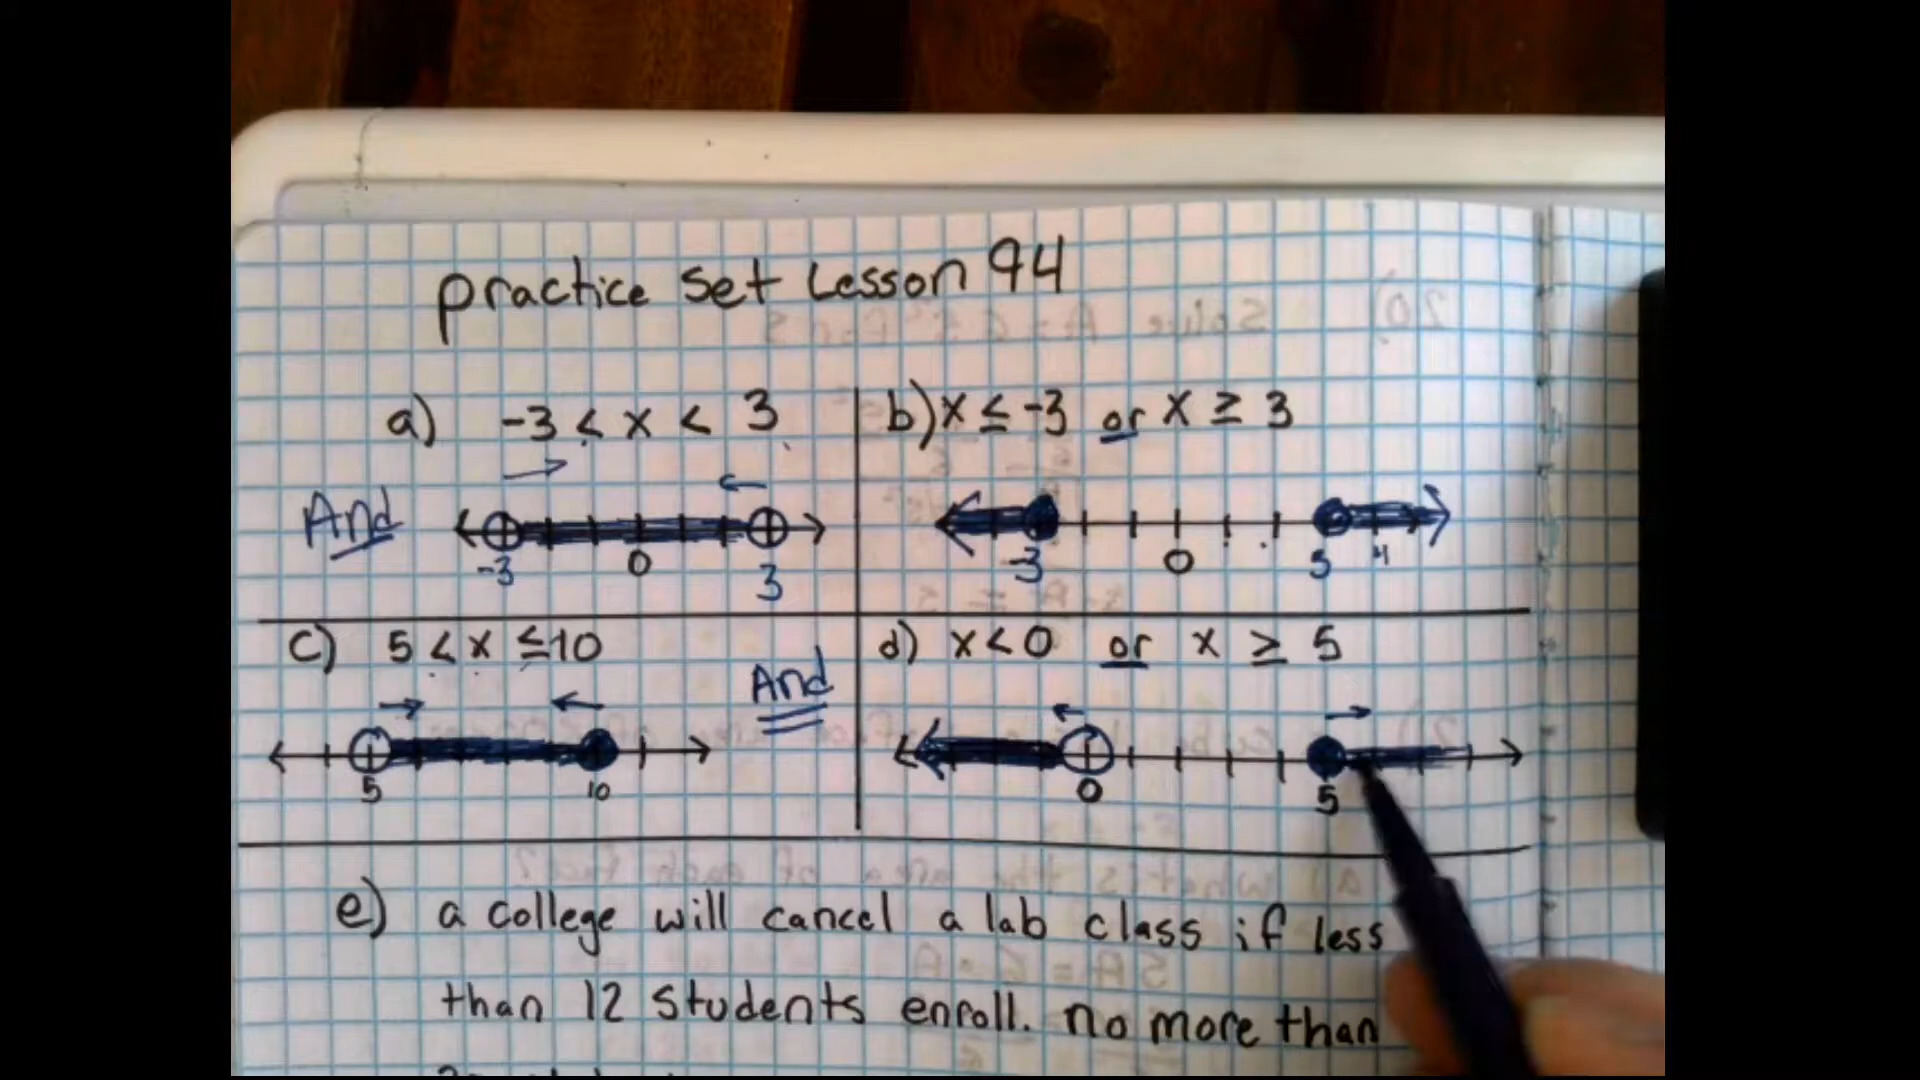 practice set Lesson 94
a) -3 < x < 3
b) x ≤ -3 or x ≥ 3
And
-3 0 3
-3 0 3 4
c) 5 < x ≤ 10
And
d) x < 0 or x ≥ 5
5 10
0 5
e) a college will cancel a lab class if less
than 12 students enroll. no more than